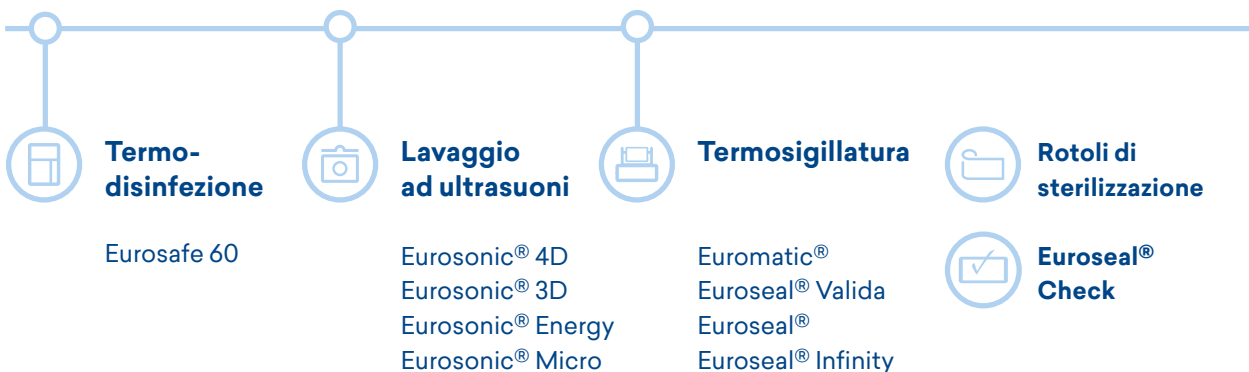 Termo-
disinfezione
Eurosafe 60
Lavaggio
ad ultrasuoni
Eurosonic® 4D
Eurosonic® 3D
Eurosonic® Energy
Eurosonic® Micro
Termosigillatura
Euromatic®
Euroseal® Valida
Euroseal®
Euroseal® Infinity
Rotoli di
sterilizzazione
Euroseal®
Check